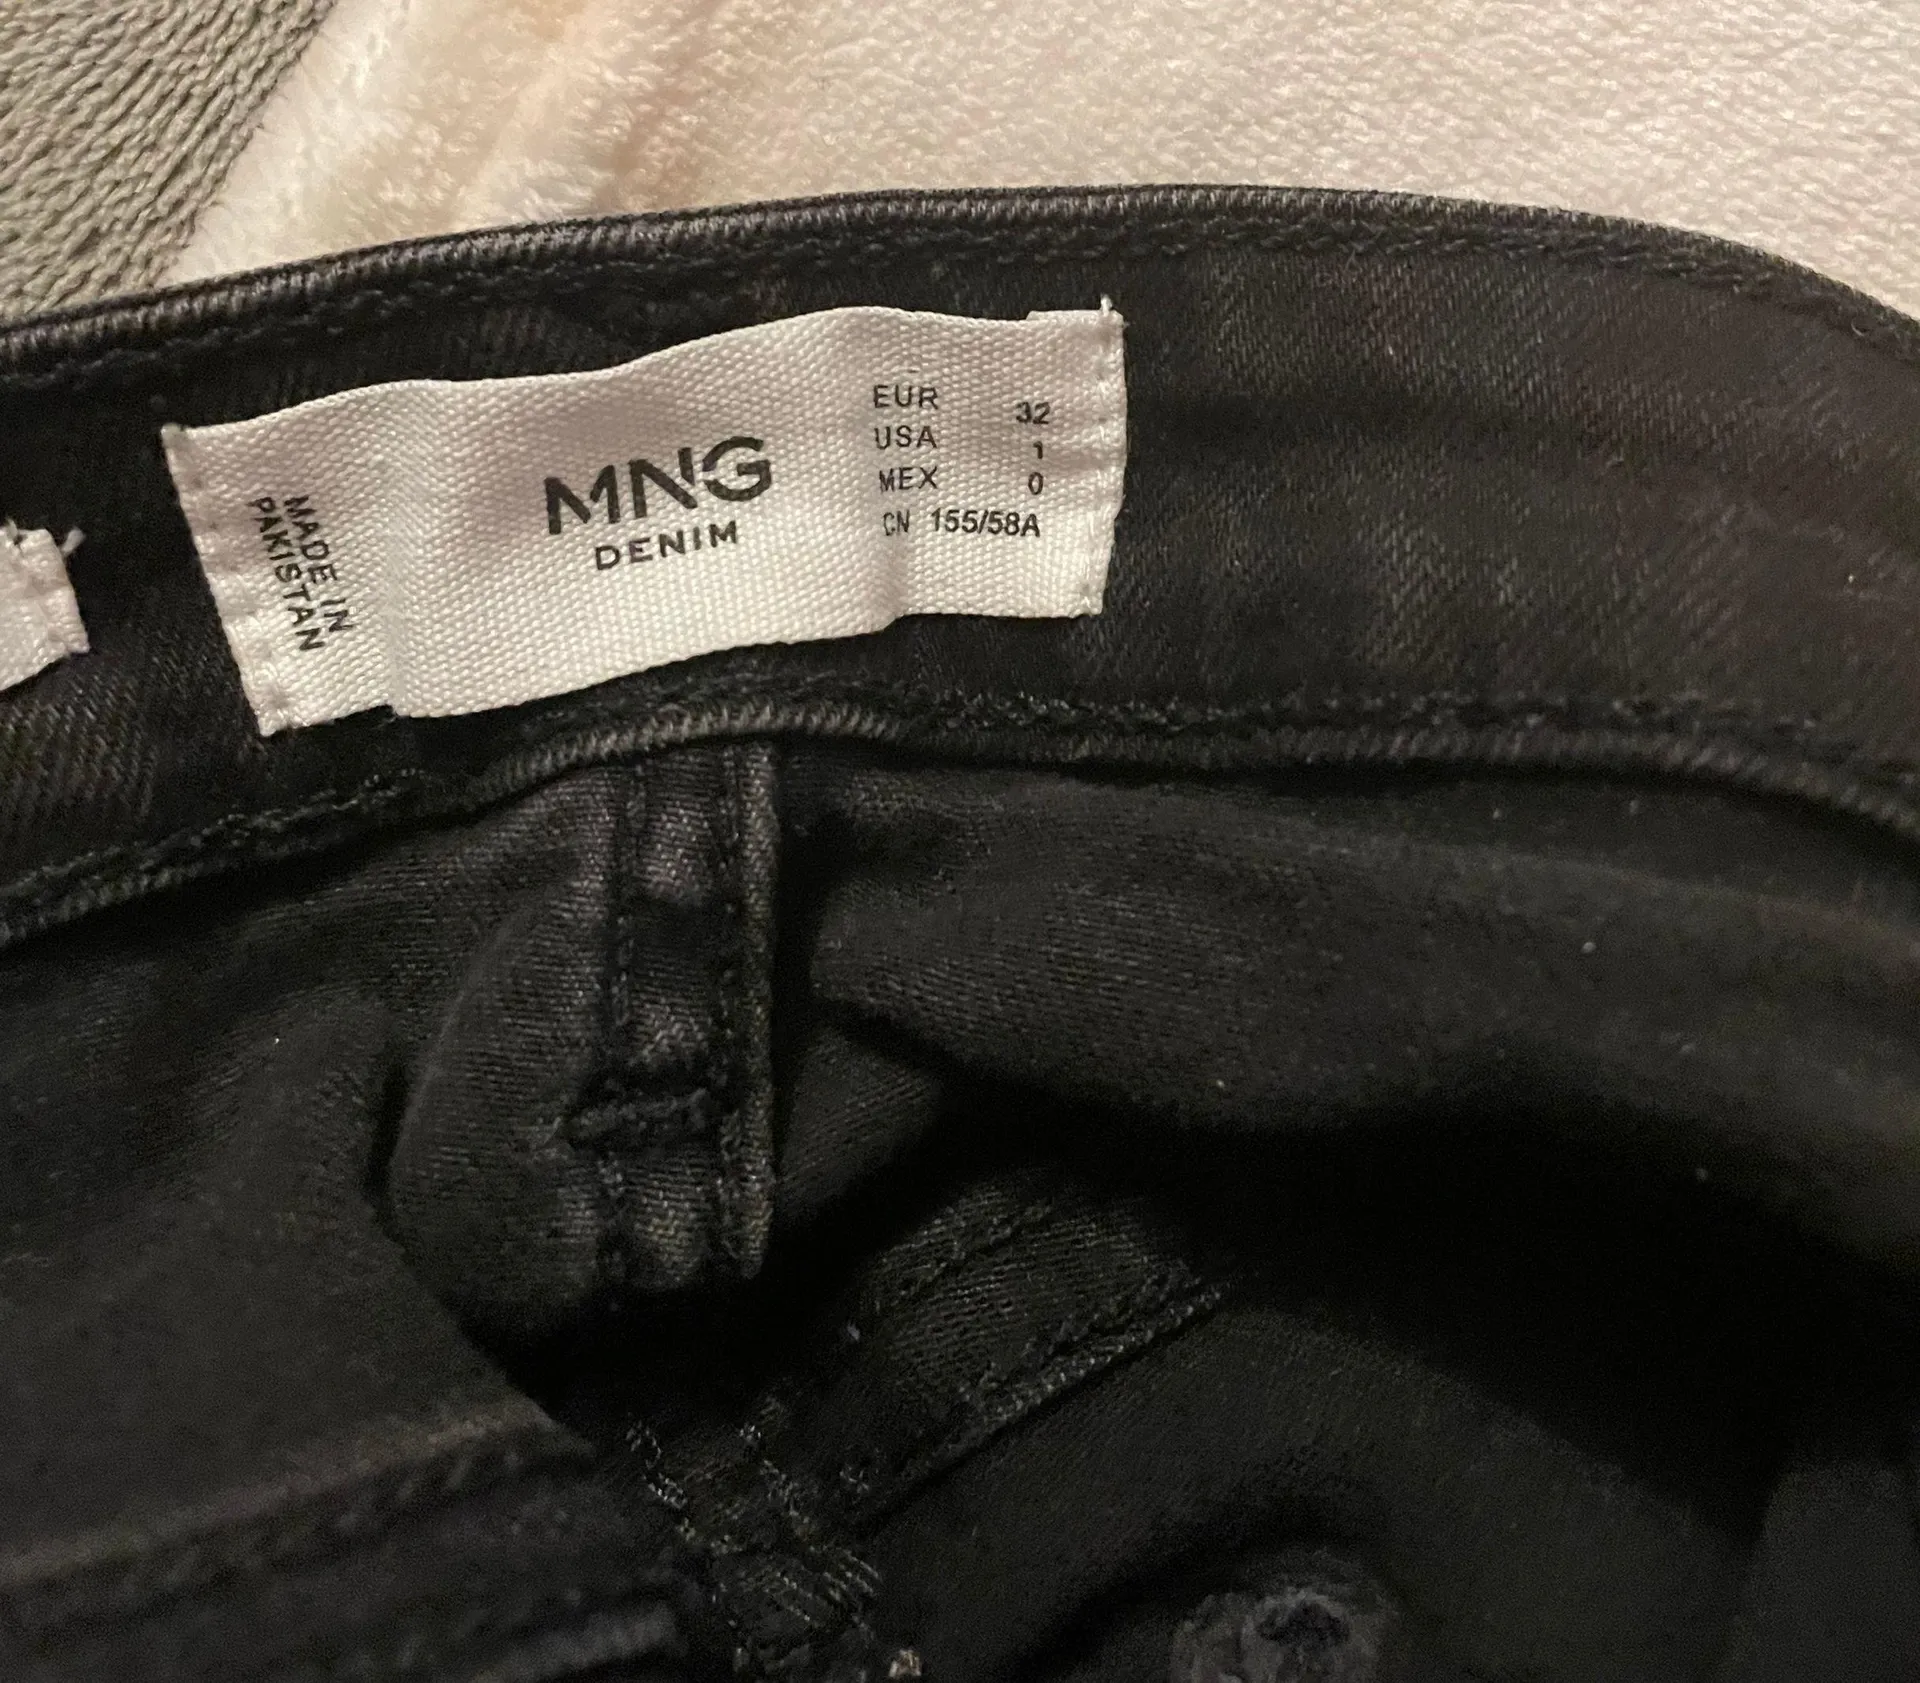 MADE IN
PAKISTAN
MNG
DENIM
EUR 32
USA 1
MEX 0
CN 155/58A